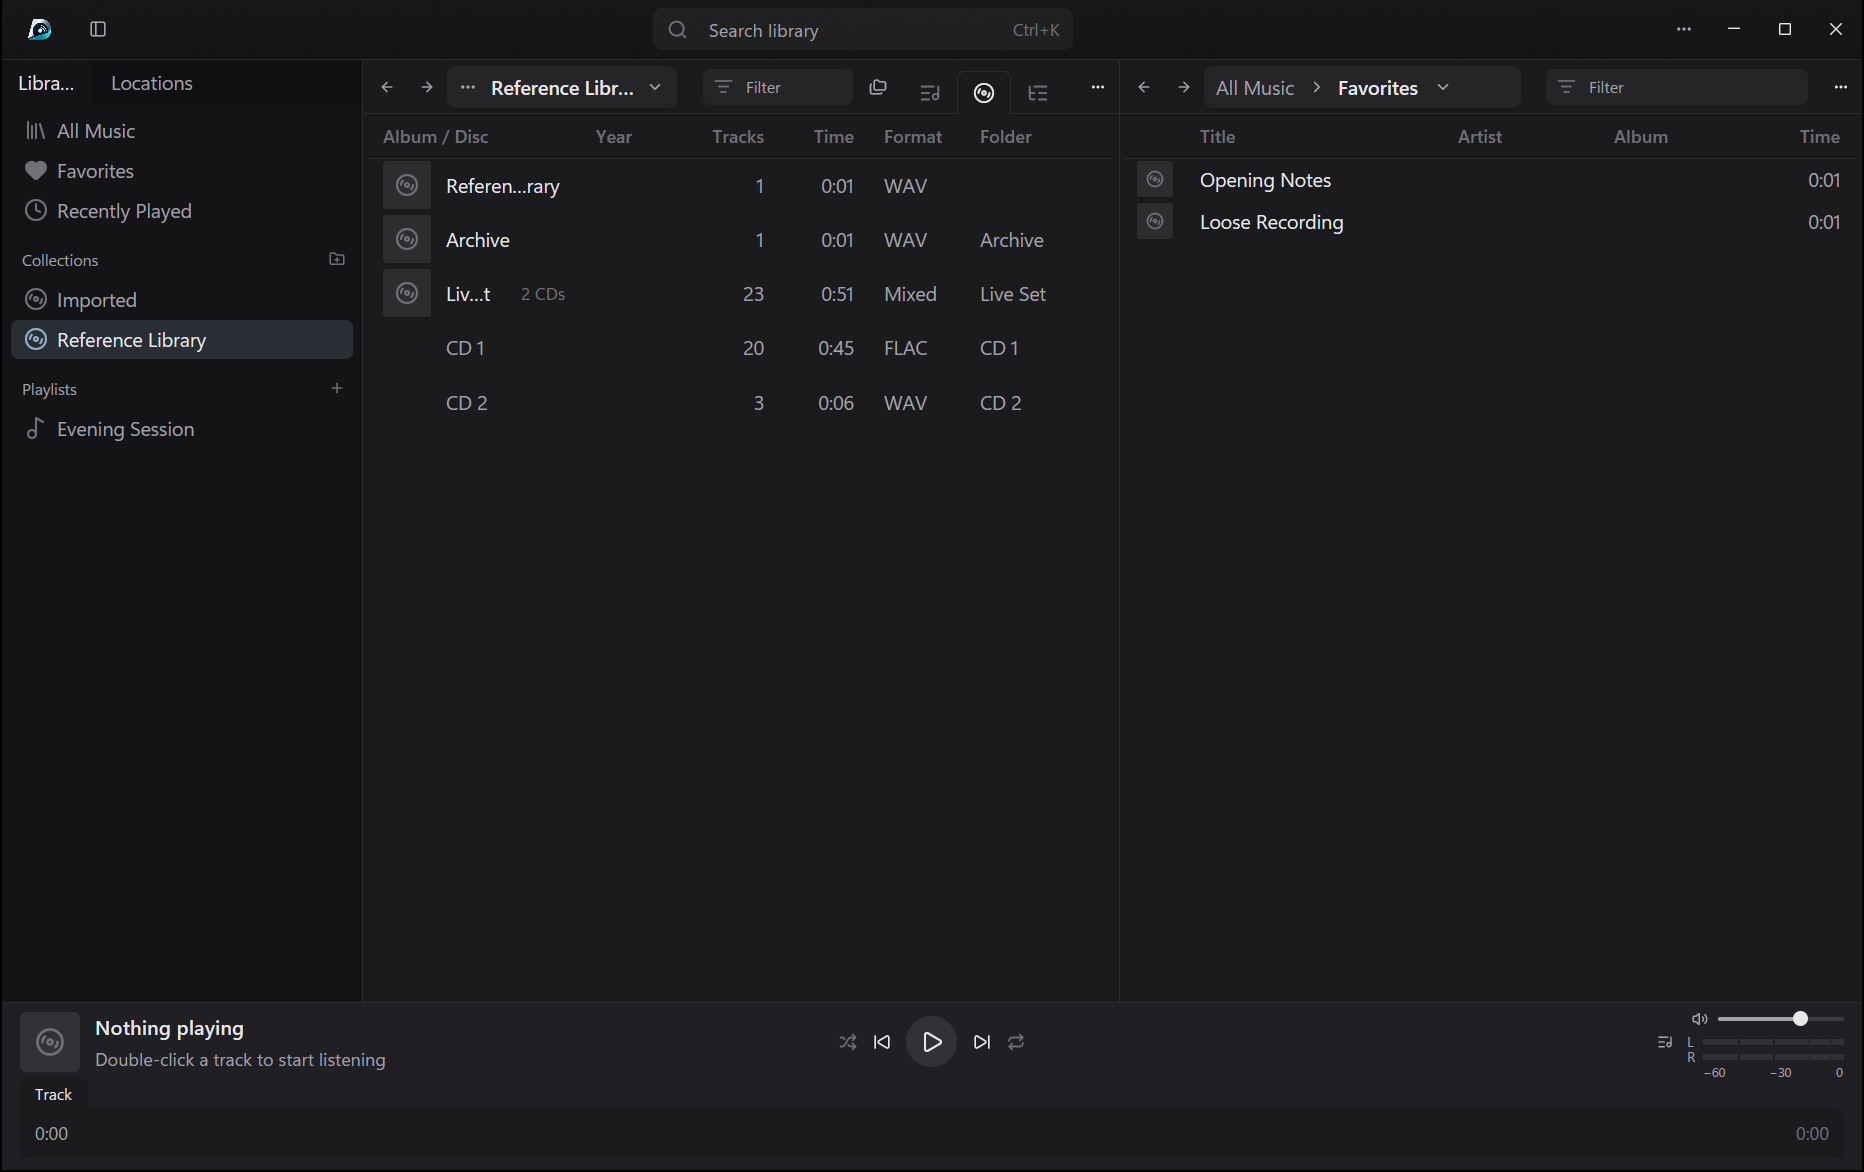 Search library Ctrl+K
Libra... Locations
All Music
Favorites
Recently Played
Collections
Imported
Reference Library
Playlists
Evening Session
Reference Libr... Filter
Album / Disc Year Tracks Time Format Folder
Referen...rary 1 0:01 WAV
Archive 1 0:01 WAV Archive
Liv...t 2 CDs 23 0:51 Mixed Live Set
CD 1 20 0:45 FLAC CD 1
CD 2 3 0:06 WAV CD 2
All Music Favorites Filter
Title Artist Album Time
Opening Notes 0:01
Loose Recording 0:01
Nothing playing
Double-click a track to start listening
L
R
−60 −30 0
Track
0:00 0:00